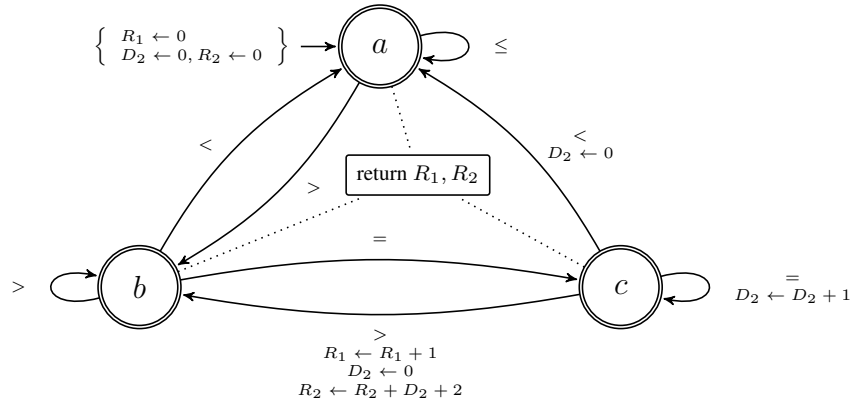 { R₁ ← 0
D₂ ← 0, R₂ ← 0 }
a
≤
<
>
<
D₂ ← 0
return R₁, R₂
=
>
b
c
=
D₂ ← D₂ + 1
>
R₁ ← R₁ + 1
D₂ ← 0
R₂ ← R₂ + D₂ + 2